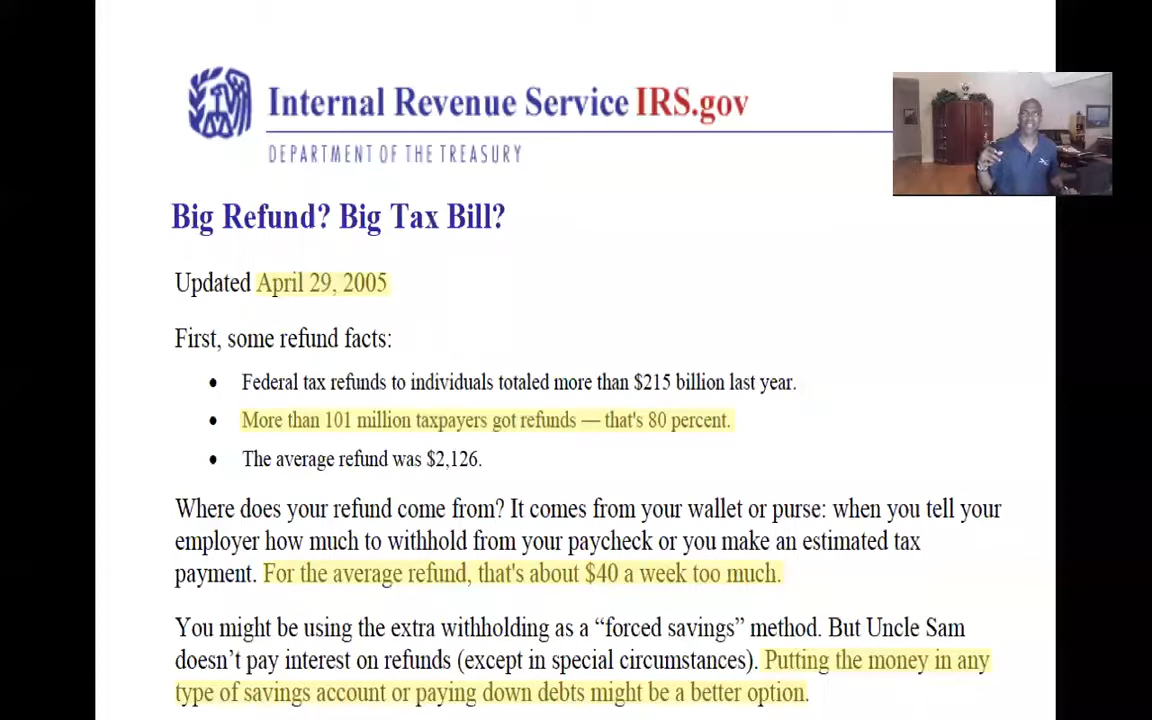 Internal Revenue Service IRS.gov
DEPARTMENT OF THE TREASURY
Big Refund? Big Tax Bill?
Updated April 29, 2005
First, some refund facts:
• Federal tax refunds to individuals totaled more than $215 billion last year.
• More than 101 million taxpayers got refunds — that's 80 percent.
• The average refund was $2,126.
Where does your refund come from? It comes from your wallet or purse: when you tell your
employer how much to withhold from your paycheck or you make an estimated tax
payment. For the average refund, that's about $40 a week too much.
You might be using the extra withholding as a “forced savings” method. But Uncle Sam
doesn’t pay interest on refunds (except in special circumstances). Putting the money in any
type of savings account or paying down debts might be a better option.